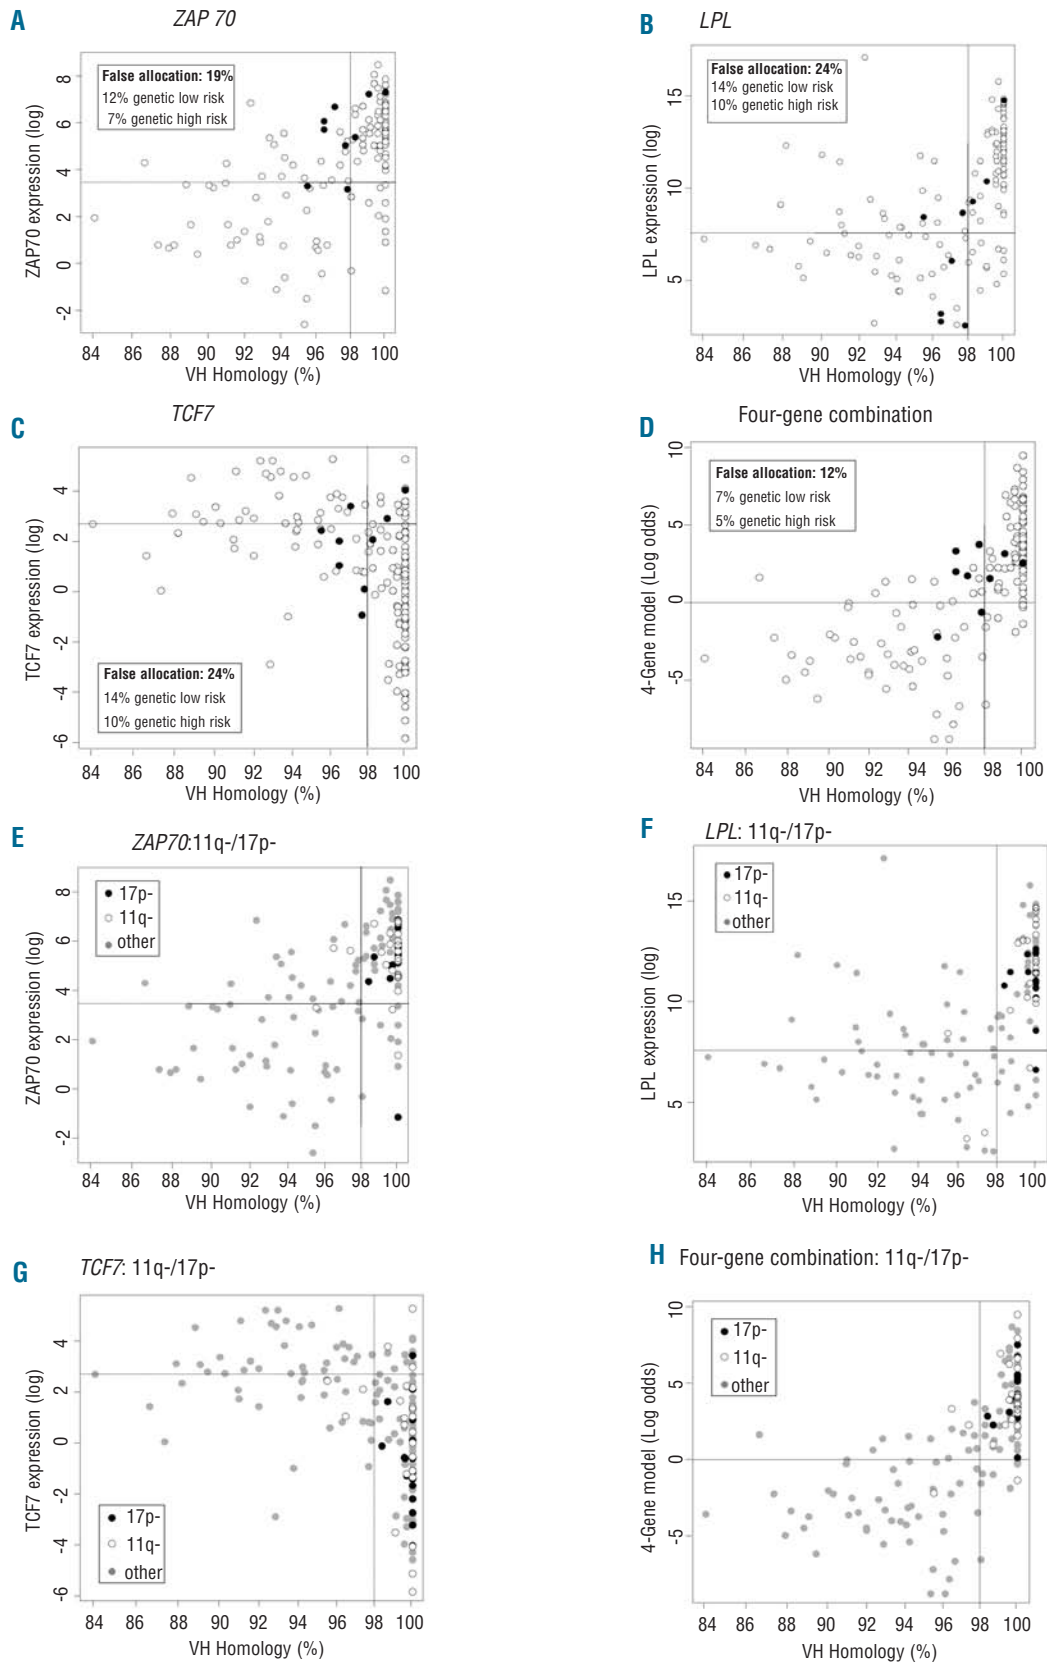 A
ZAP 70
False allocation: 19%
12% genetic low risk
7% genetic high risk
ZAP70 expression (log)
8
6
4
2
0
-2
84 86 88 90 92 94 96 98 100
VH Homology (%)
B
LPL
False allocation: 24%
14% genetic low risk
10% genetic high risk
LPL expression (log)
15
10
5
84 86 88 90 92 94 96 98 100
VH Homology (%)
C
TCF7
TCF7 expression (log)
4
2
0
-2
-4
-6
False allocation: 24%
14% genetic low risk
10% genetic high risk
84 86 88 90 92 94 96 98 100
VH Homology (%)
D
Four-gene combination
False allocation: 12%
7% genetic low risk
5% genetic high risk
4-Gene model (Log odds)
10
5
0
-5
84 86 88 90 92 94 96 98 100
VH Homology (%)
E
ZAP70:11q-/17p-
17p-
11q-
other
ZAP70 expression (log)
8
6
4
2
0
-2
84 86 88 90 92 94 96 98 100
VH Homology (%)
F
LPL: 11q-/17p-
17p-
11q-
other
LPL expression (log)
15
10
5
84 86 88 90 92 94 96 98 100
VH Homology (%)
G
TCF7: 11q-/17p-
TCF7 expression (log)
4
2
0
-2
-4
-6
17p-
11q-
other
84 86 88 90 92 94 96 98 100
VH Homology (%)
H
Four-gene combination: 11q-/17p-
17p-
11q-
other
4-Gene model (Log odds)
10
5
0
-5
84 86 88 90 92 94 96 98 100
VH Homology (%)